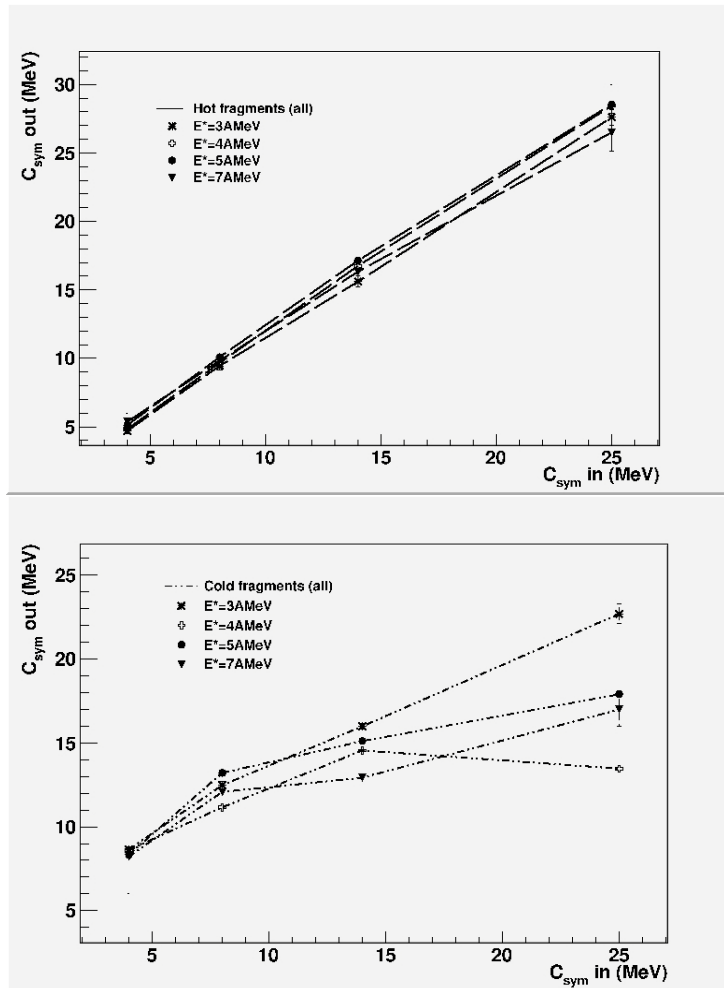 C_sym out (MeV)
30
25
20
15
10
5
Hot fragments (all)
E*=3AMeV
E*=4AMeV
E*=5AMeV
E*=7AMeV
5 10 15 20 25
C_sym in (MeV)
C_sym out (MeV)
25
20
15
10
5
Cold fragments (all)
E*=3AMeV
E*=4AMeV
E*=5AMeV
E*=7AMeV
5 10 15 20 25
C_sym in (MeV)